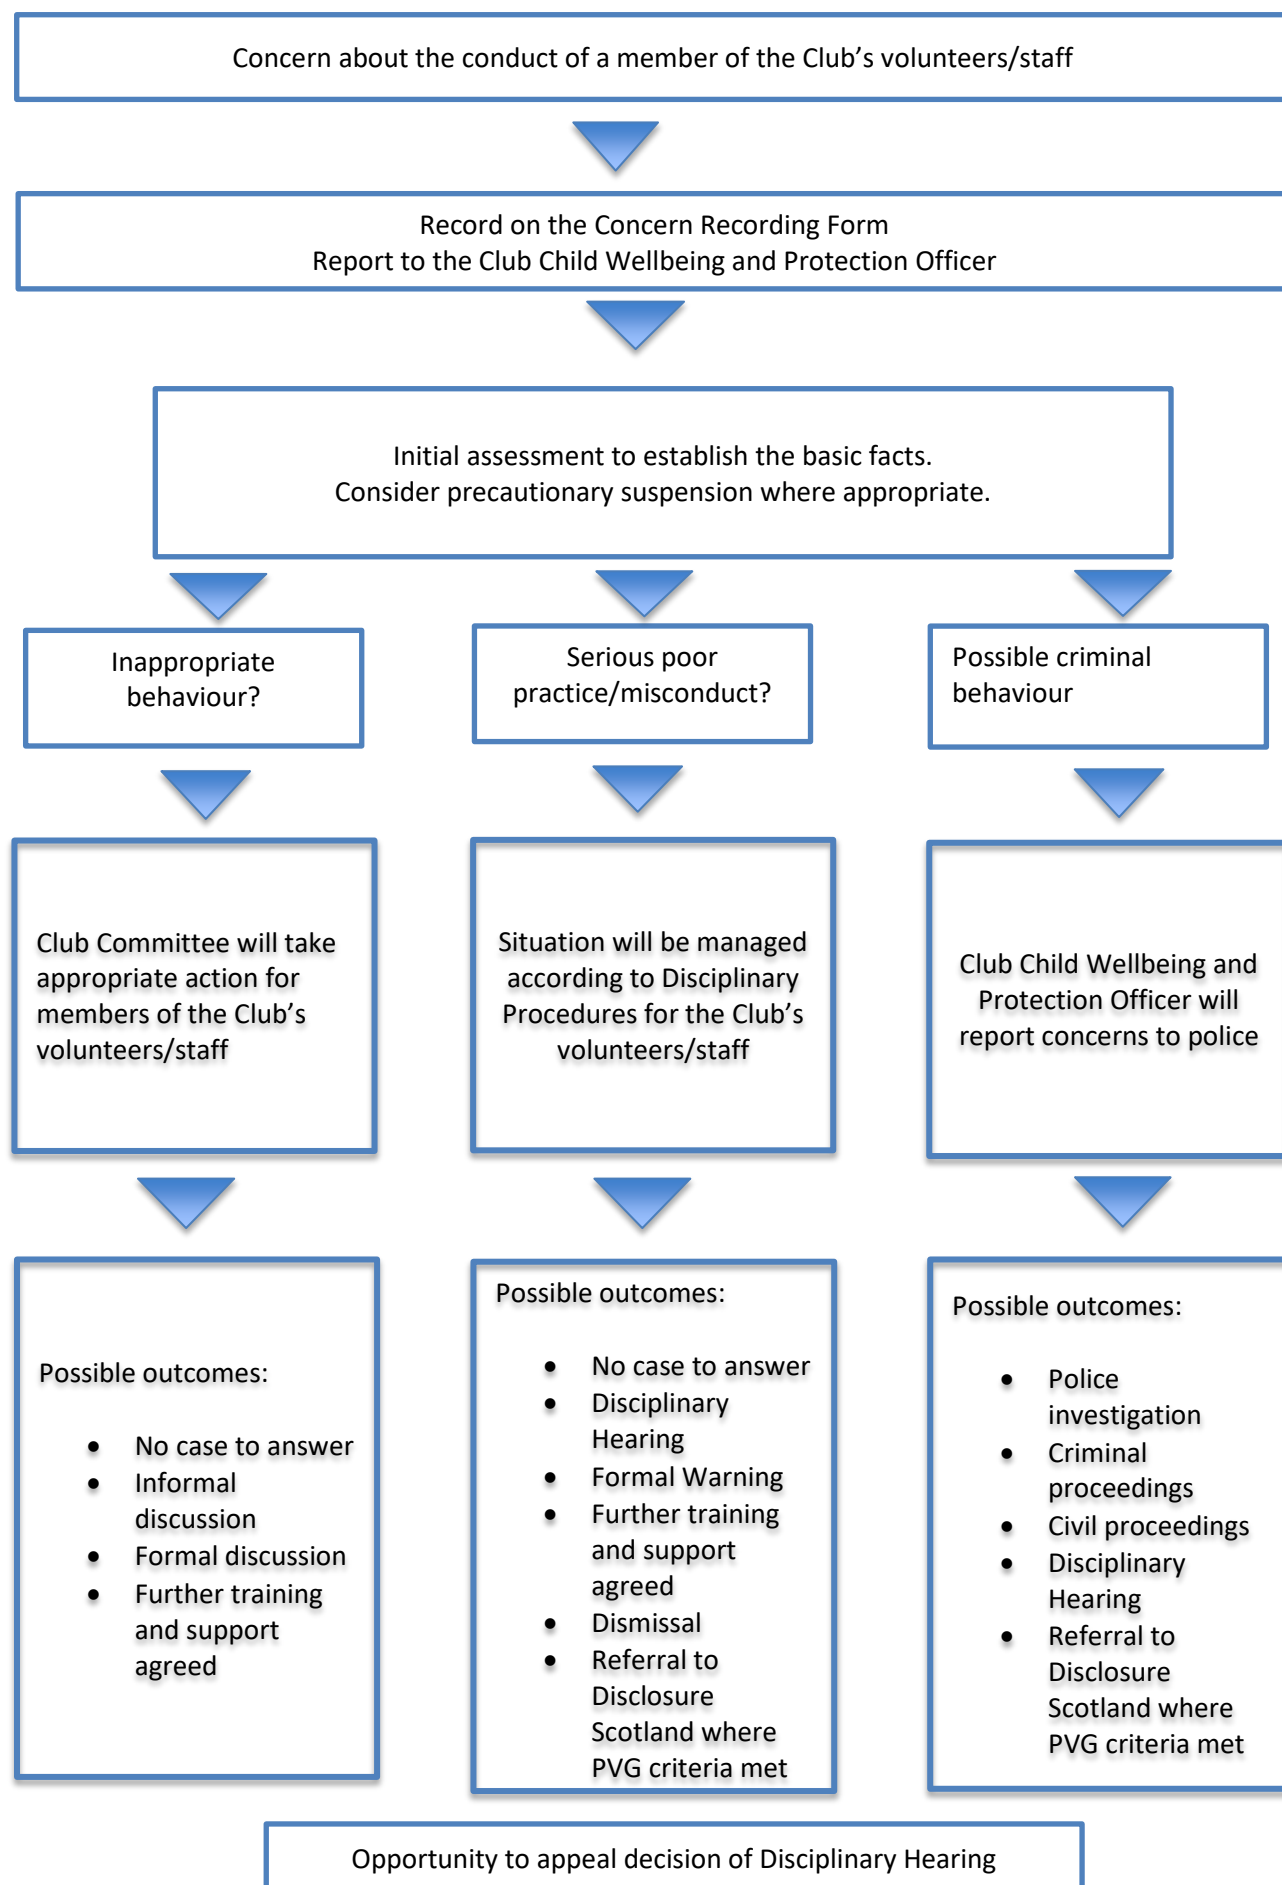 Concern about the conduct of a member of the Club’s volunteers/staff
Record on the Concern Recording Form
Report to the Club Child Wellbeing and Protection Officer
Initial assessment to establish the basic facts.
Consider precautionary suspension where appropriate.
Inappropriate
behaviour?
Serious poor
practice/misconduct?
Possible criminal
behaviour
Club Committee will take
appropriate action for
members of the Club’s
volunteers/staff
Situation will be managed
according to Disciplinary
Procedures for the Club’s
volunteers/staff
Club Child Wellbeing and
Protection Officer will
report concerns to police
Possible outcomes:
• No case to answer
• Informal
discussion
• Formal discussion
• Further training
and support
agreed
Possible outcomes:
• No case to answer
• Disciplinary
Hearing
• Formal Warning
• Further training
and support
agreed
• Dismissal
• Referral to
Disclosure
Scotland where
PVG criteria met
Possible outcomes:
• Police
investigation
• Criminal
proceedings
• Civil proceedings
• Disciplinary
Hearing
• Referral to
Disclosure
Scotland where
PVG criteria met
Opportunity to appeal decision of Disciplinary Hearing